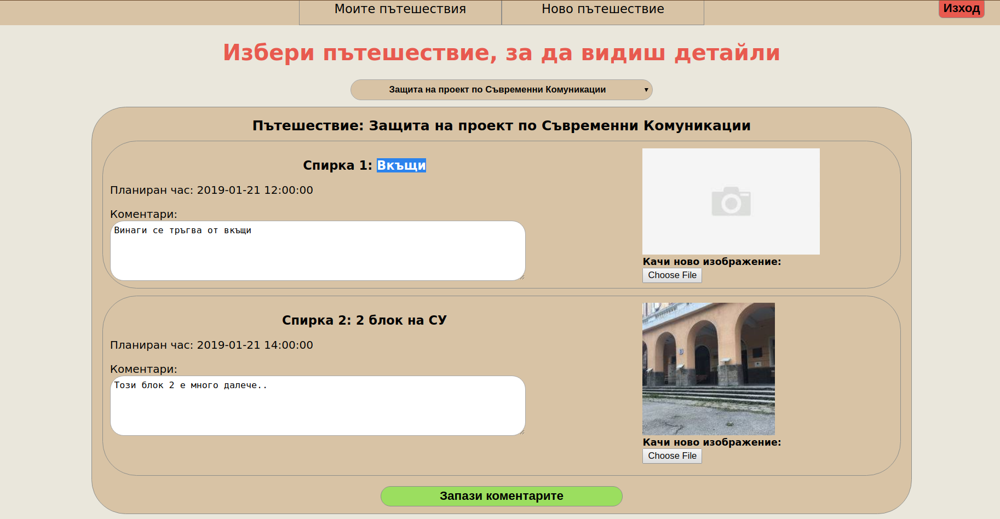 Моите пътешествия
Ново пътешествие
Изход
Избери пътешествие, за да видиш детайли
Защита на проект по Съвременни Комуникации
Пътешествие: Защита на проект по Съвременни Комуникации
Спирка 1: Вкъщи
Планиран час: 2019-01-21 12:00:00
Коментари:
Винаги се тръгва от вкъщи
Качи ново изображение:
Choose File
Спирка 2: 2 блок на СУ
Планиран час: 2019-01-21 14:00:00
Коментари:
Този блок 2 е много далече..
Качи ново изображение:
Choose File
Запази коментарите